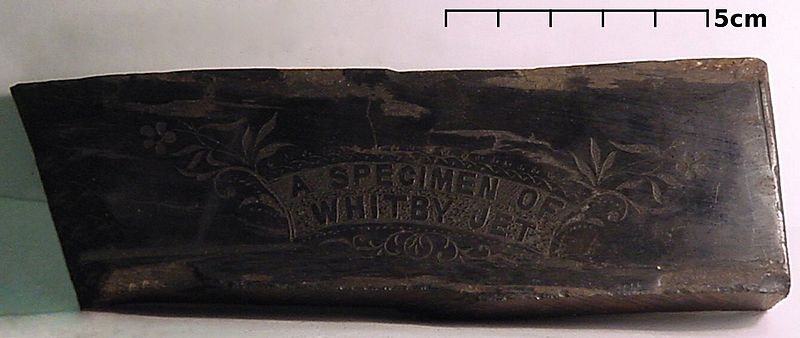 5cm
A SPECIMEN OF
WHITBY JET